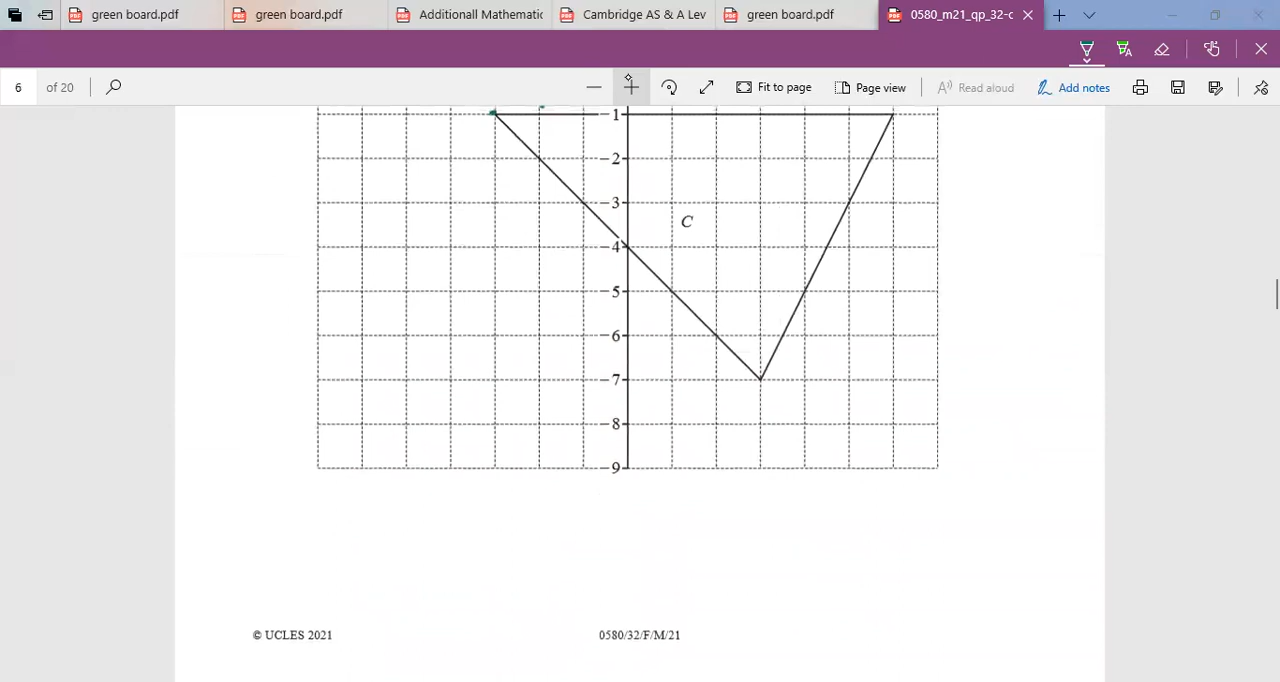 green board.pdf
green board.pdf
Additionall Mathematic
Cambridge AS & A Lev
green board.pdf
0580_m21_qp_32-c
6 of 20
Fit to page
Page view
Read aloud
Add notes
−1
−2
−3
C
−4
−5
−6
−7
−8
−9
© UCLES 2021
0580/32/F/M/21